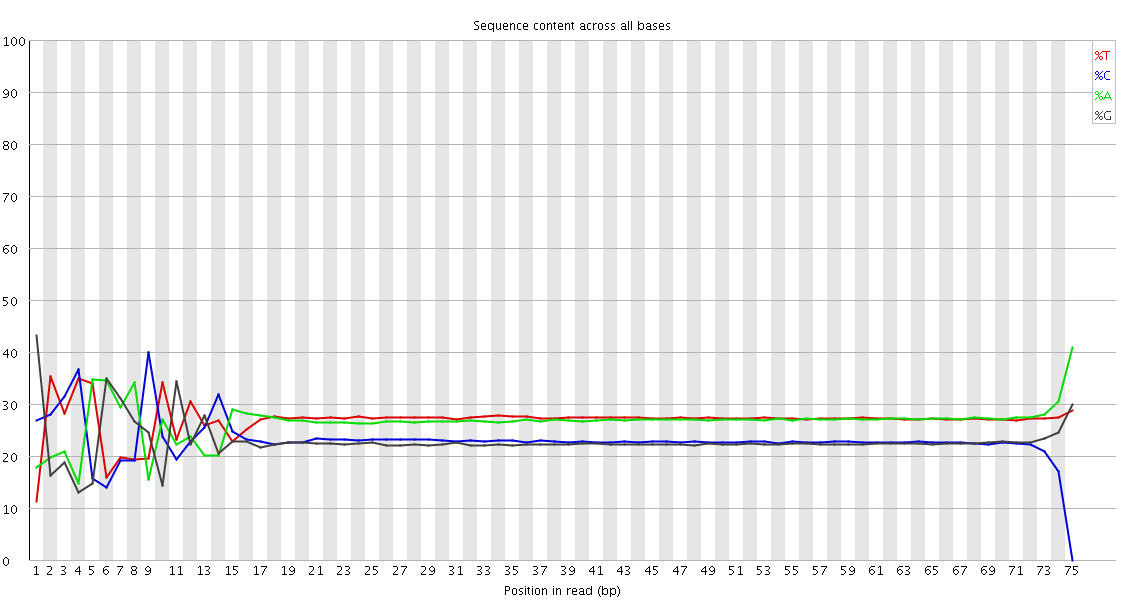 Sequence content across all bases
100
90
80
70
60
50
40
30
20
10
0
%T
%C
%A
%G
1 2 3 4 5 6 7 8 9 11 13 15 17 19 21 23 25 27 29 31 33 35 37 39 41 43 45 47 49 51 53 55 57 59 61 63 65 67 69 71 73 75
Position in read (bp)